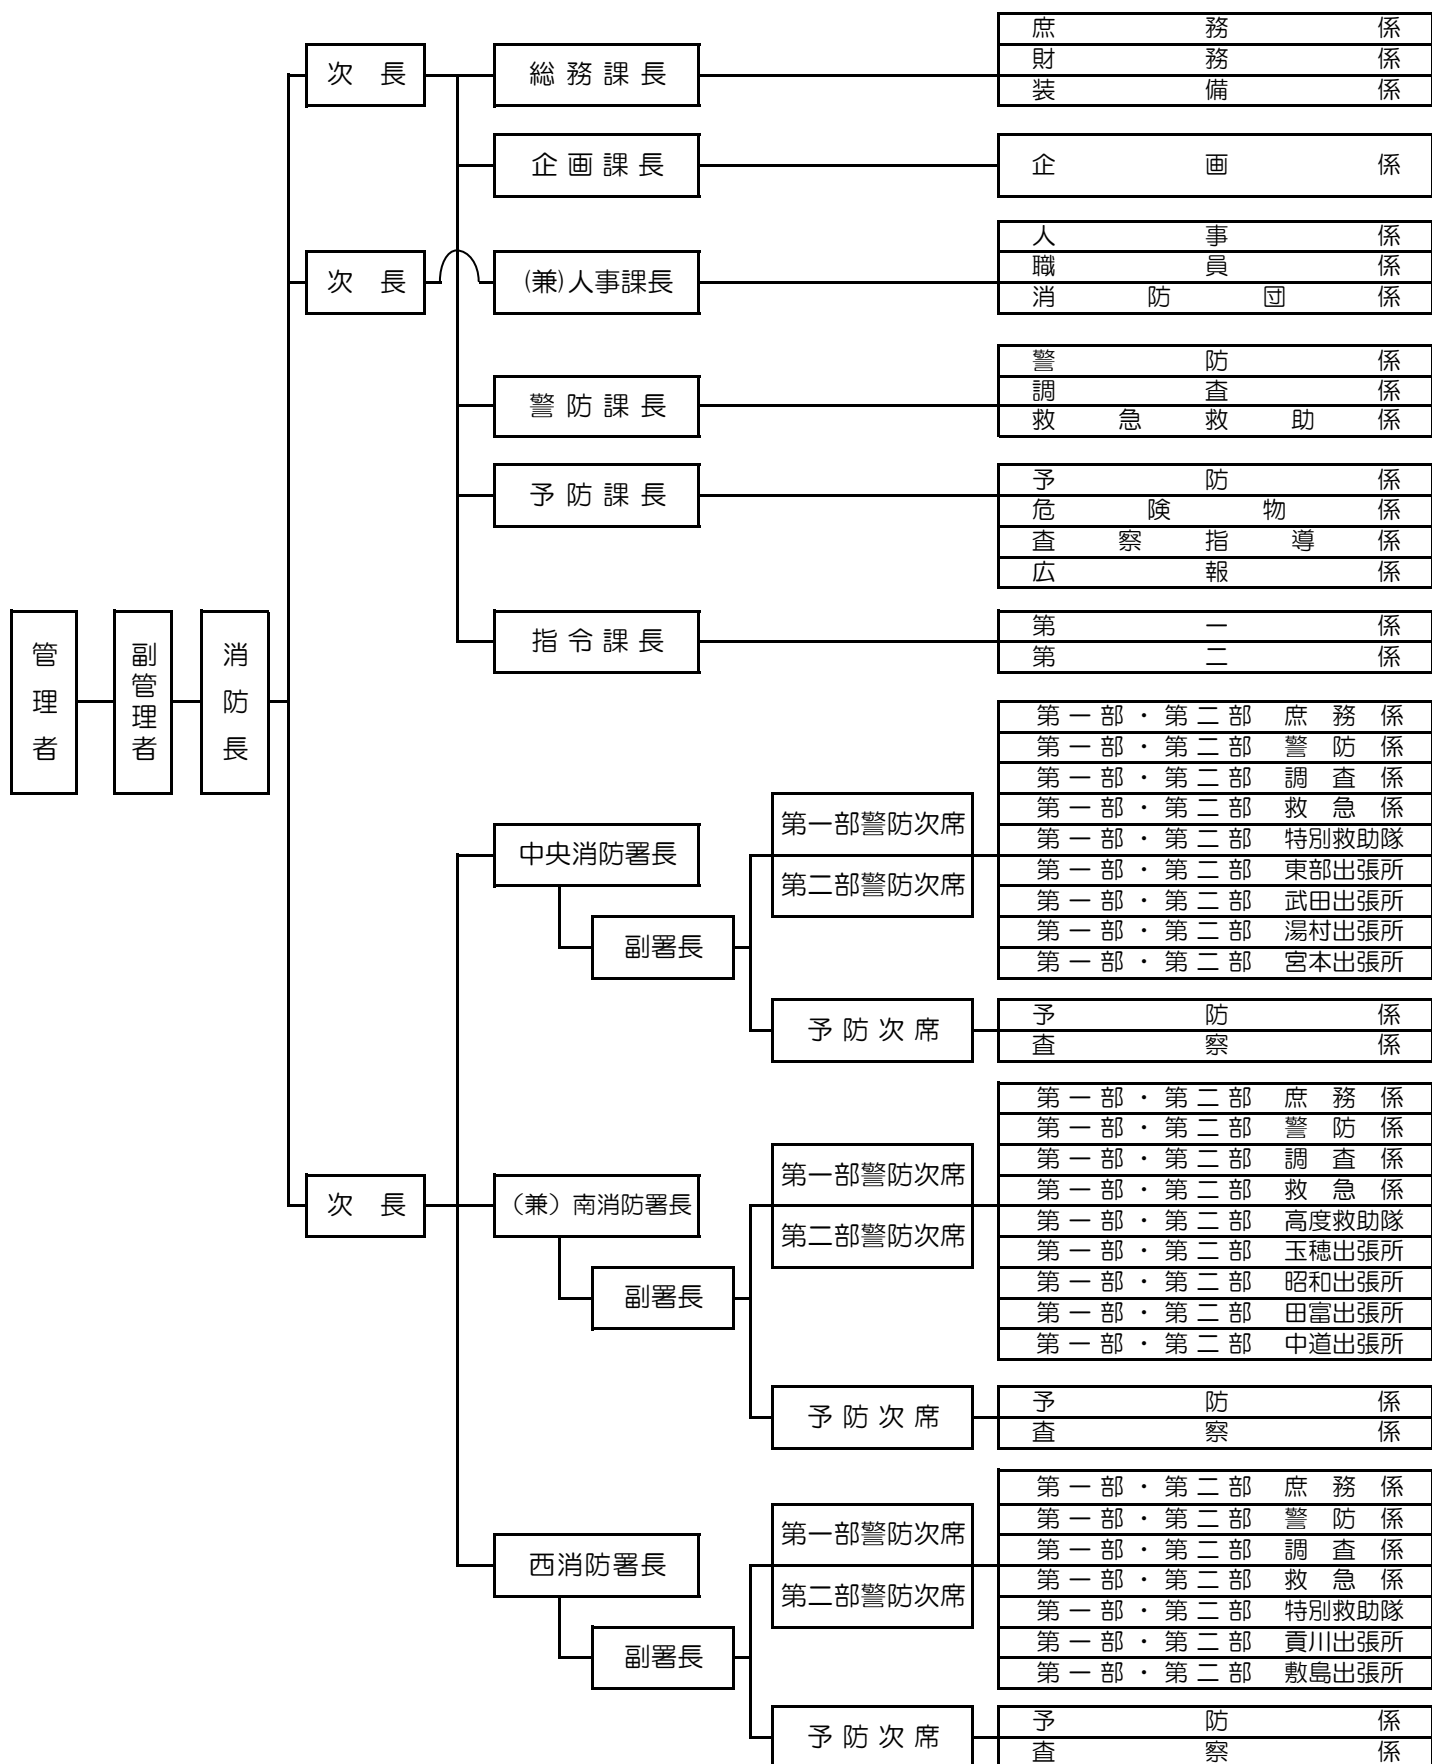 管理者
副管理者
消防長
次長
総務課長
庶務係
財務係
装備係
企画課長
企画係
次長
(兼)人事課長
人事係
職員係
消防団係
警防課長
警防係
調査係
救急救助係
予防課長
予防係
危険物係
査察指導係
広報係
指令課長
第一係
第二係
次長
中央消防署長
副署長
第一部警防次席
第二部警防次席
第一部・第二部 庶務係
第一部・第二部 警防係
第一部・第二部 調査係
第一部・第二部 救急係
第一部・第二部 特別救助隊
第一部・第二部 東部出張所
第一部・第二部 武田出張所
第一部・第二部 湯村出張所
第一部・第二部 宮本出張所
予防次席
予防係
査察係
(兼)南消防署長
副署長
第一部警防次席
第二部警防次席
第一部・第二部 庶務係
第一部・第二部 警防係
第一部・第二部 調査係
第一部・第二部 救急係
第一部・第二部 高度救助隊
第一部・第二部 玉穂出張所
第一部・第二部 昭和出張所
第一部・第二部 田富出張所
第一部・第二部 中道出張所
予防次席
予防係
査察係
西消防署長
副署長
第一部警防次席
第二部警防次席
第一部・第二部 庶務係
第一部・第二部 警防係
第一部・第二部 調査係
第一部・第二部 救急係
第一部・第二部 特別救助隊
第一部・第二部 貢川出張所
第一部・第二部 敷島出張所
予防次席
予防係
査察係